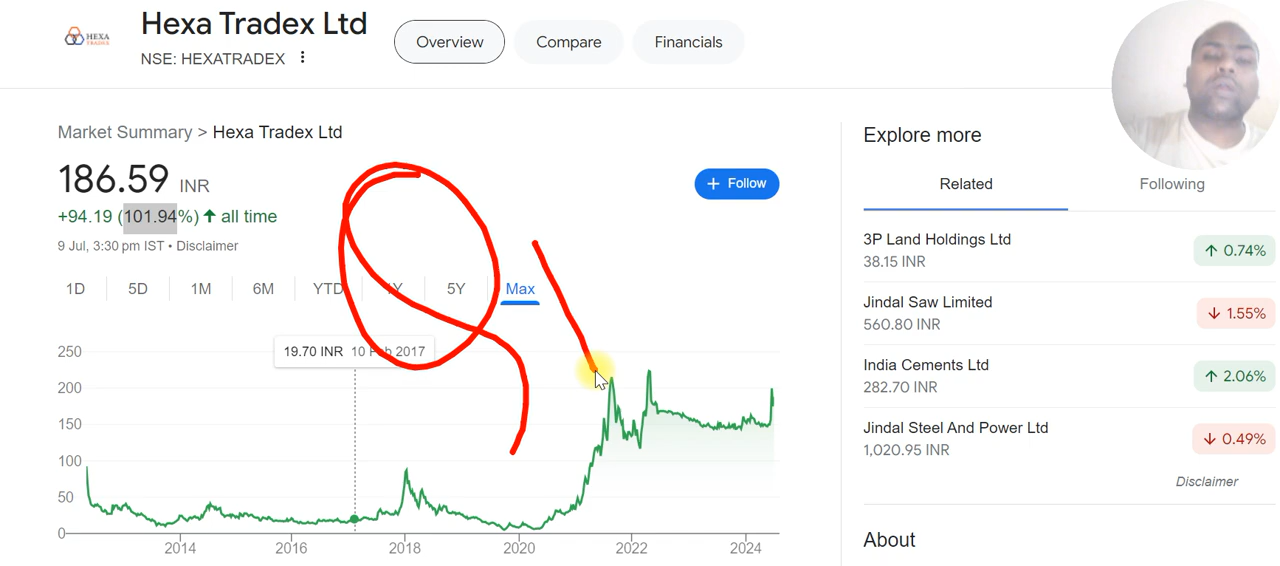 HEXA
TRADEX
Hexa Tradex Ltd
NSE: HEXATRADEX
Overview
Compare
Financials
Market Summary > Hexa Tradex Ltd
186.59 INR
+94.19 (101.94%) ↑ all time
9 Jul, 3:30 pm IST • Disclaimer
+ Follow
1D
5D
1M
6M
YTD
1Y
5Y
Max
19.70 INR 10 Feb 2017
250
200
150
100
50
0
2014
2016
2018
2020
2022
2024
Explore more
Related
Following
3P Land Holdings Ltd
38.15 INR
↑ 0.74%
Jindal Saw Limited
560.80 INR
↓ 1.55%
India Cements Ltd
282.70 INR
↑ 2.06%
Jindal Steel And Power Ltd
1,020.95 INR
↓ 0.49%
Disclaimer
About